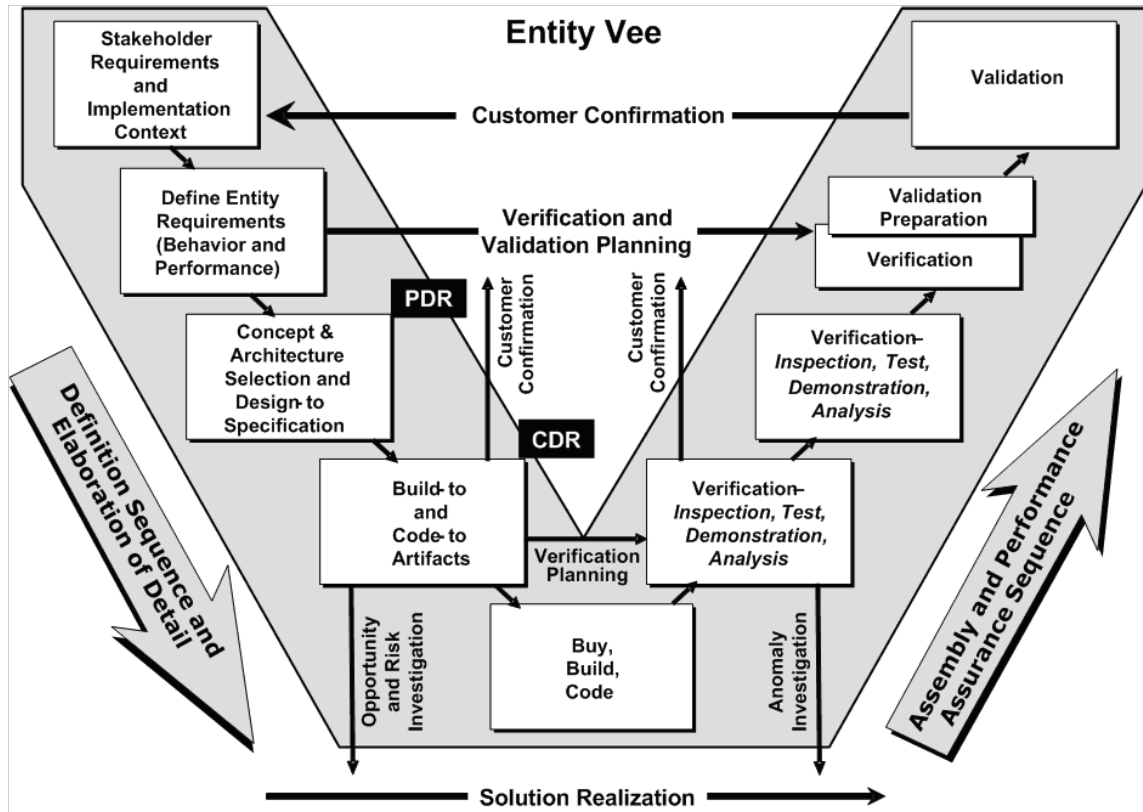 Entity Vee
Stakeholder
Requirements
and
Implementation
Context
Customer Confirmation
Validation
Define Entity
Requirements
(Behavior and
Performance)
Verification and
Validation Planning
Validation
Preparation
Verification
PDR
Concept &
Architecture
Selection and
Design-to
Specification
Customer
Confirmation
Customer
Confirmation
Verification–
Inspection, Test,
Demonstration,
Analysis
CDR
Build-to
and
Code-to
Artifacts
Verification
Planning
Verification–
Inspection, Test,
Demonstration,
Analysis
Buy,
Build,
Code
Opportunity
and Risk
Investigation
Anomaly
Investigation
Definition Sequence and
Elaboration of Detail
Assembly and Performance
Assurance Sequence
Solution Realization